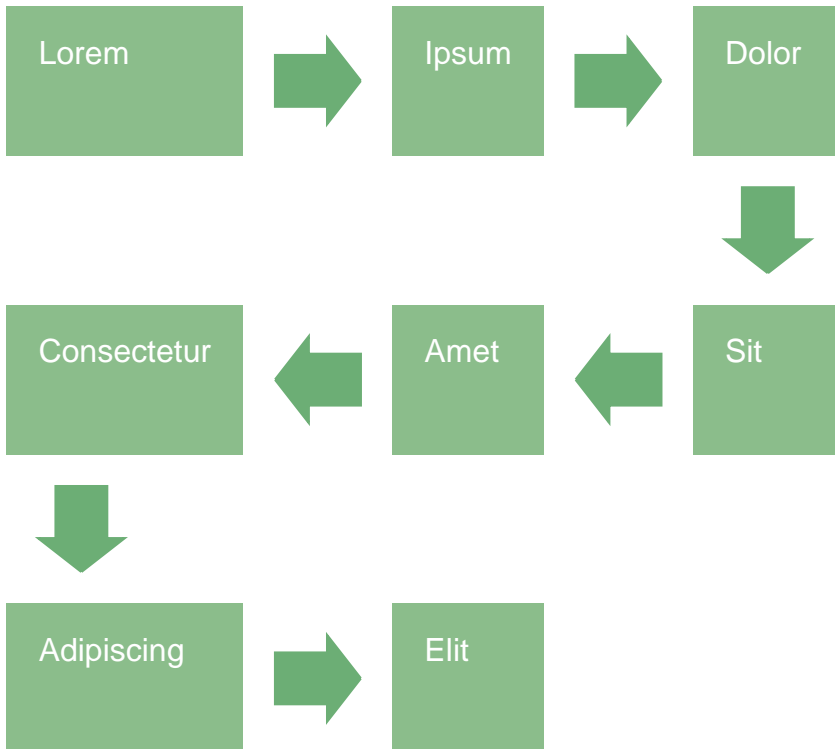 Lorem
Ipsum
Dolor
Sit
Amet
Consectetur
Adipiscing
Elit